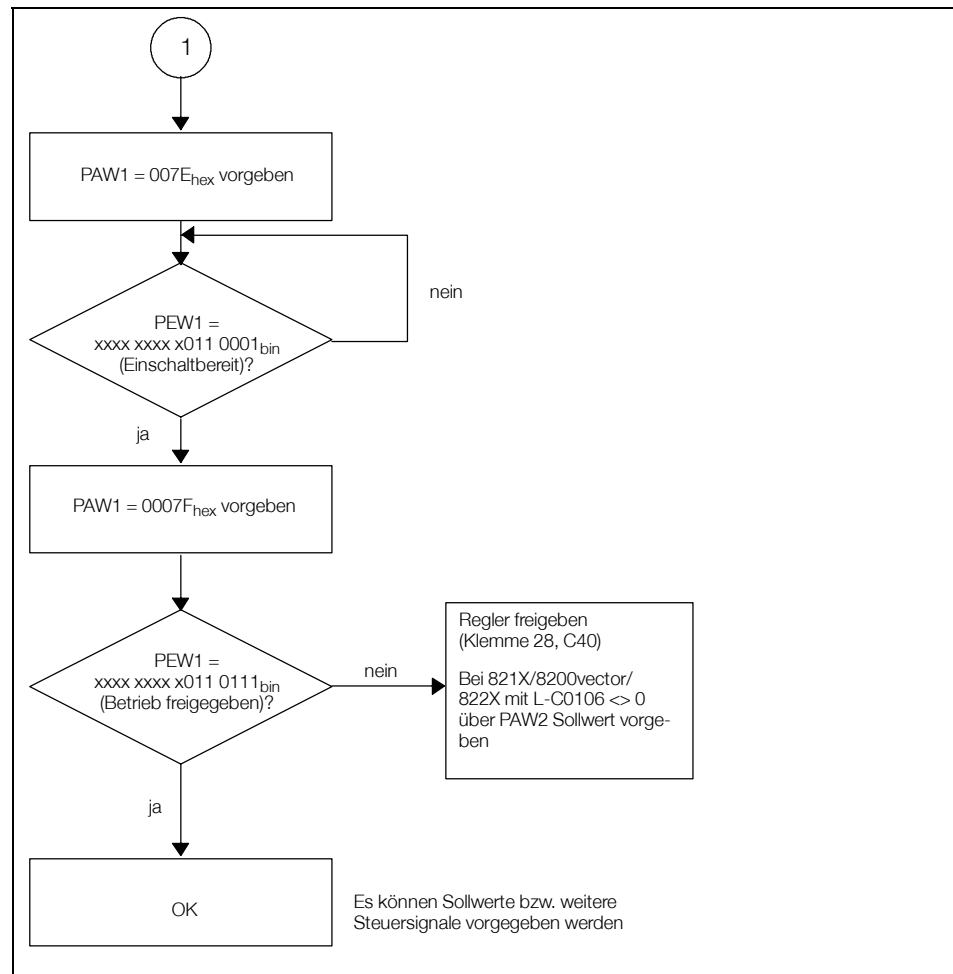 1
PAW1 = 007Ehex vorgeben
nein
PEW1 =
xxxx xxxx x011 0001bin
(Einschaltbereit)?
ja
PAW1 = 0007Fhex vorgeben
PEW1 =
xxxx xxxx x011 0111bin
(Betrieb freigegeben)?
nein
Regler freigeben
(Klemme 28, C40)
Bei 821X/8200vector/
822X mit L-C0106 <> 0
über PAW2 Sollwert vorge-
ben
ja
OK
Es können Sollwerte bzw. weitere
Steuersignale vorgegeben werden